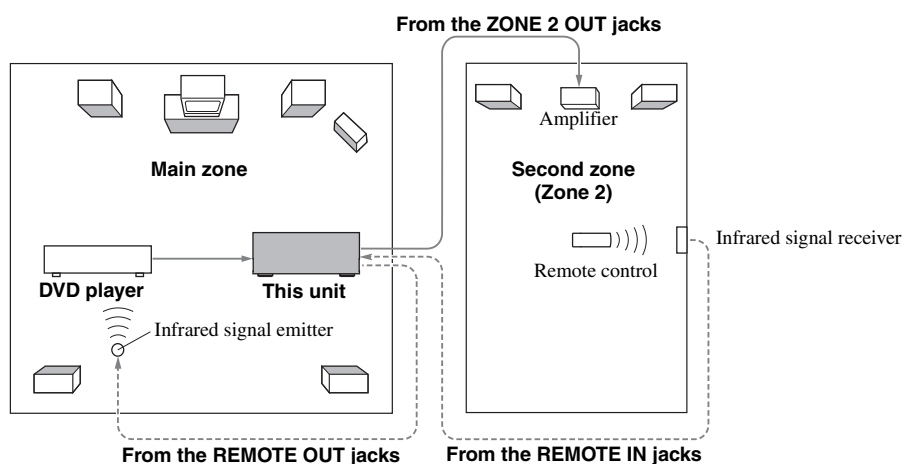 From the ZONE 2 OUT jacks
Amplifier
Main zone
Second zone
(Zone 2)
Infrared signal receiver
Remote control
DVD player
This unit
Infrared signal emitter
From the REMOTE OUT jacks
From the REMOTE IN jacks